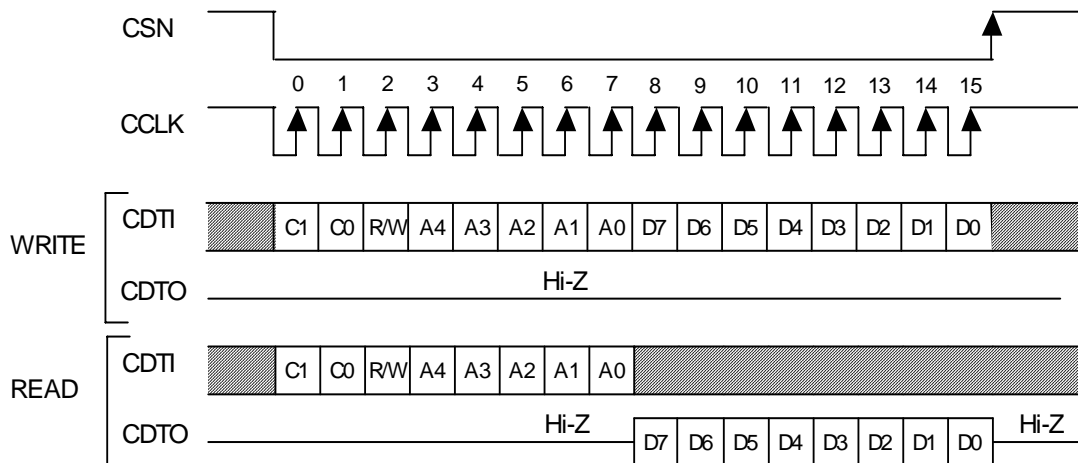 CSN
0 1 2 3 4 5 6 7 8 9 10 11 12 13 14 15
CCLK
WRITE
CDTI C1 C0 R/W A4 A3 A2 A1 A0 D7 D6 D5 D4 D3 D2 D1 D0
CDTO Hi-Z
READ
CDTI C1 C0 R/W A4 A3 A2 A1 A0
CDTO Hi-Z D7 D6 D5 D4 D3 D2 D1 D0 Hi-Z